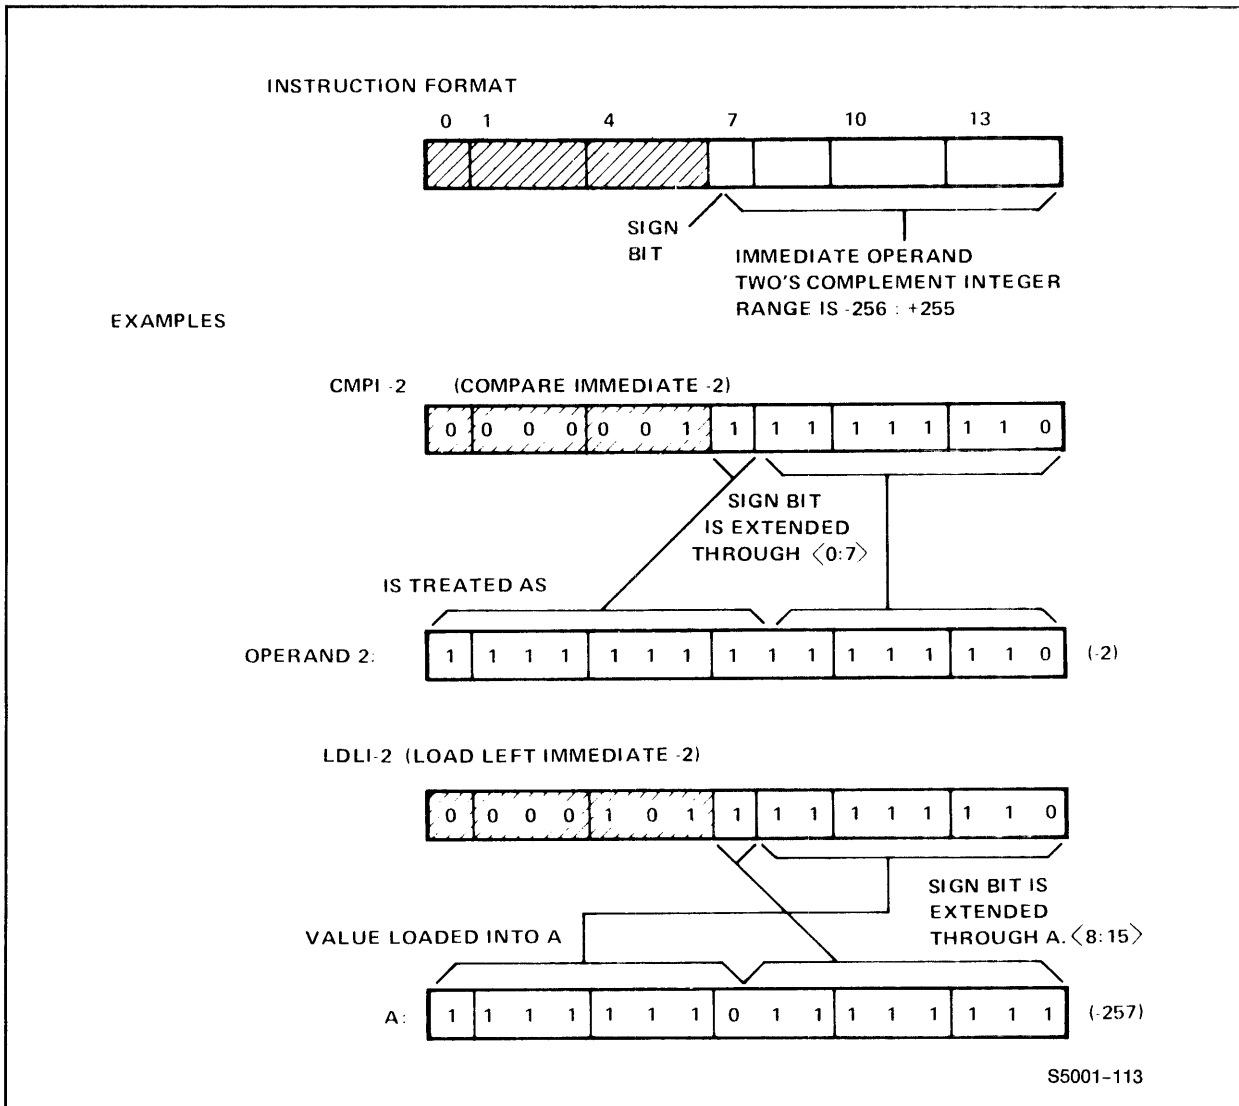 INSTRUCTION FORMAT
0 1 4 7 10 13
SIGN
BIT
IMMEDIATE OPERAND
TWO'S COMPLEMENT INTEGER
RANGE IS -256 : +255
EXAMPLES
CMPI -2 (COMPARE IMMEDIATE -2)
0 0 0 0 0 0 1 1 1 1 1 1 1 1 1 0
SIGN BIT
IS EXTENDED
THROUGH <0:7>
IS TREATED AS
OPERAND 2: 1 1 1 1 1 1 1 1 1 1 1 1 1 1 1 0 (-2)
LDLI-2 (LOAD LEFT IMMEDIATE -2)
0 0 0 0 1 0 1 1 1 1 1 1 1 1 1 0
SIGN BIT IS
EXTENDED
THROUGH A.<8:15>
VALUE LOADED INTO A
A: 1 1 1 1 1 1 1 0 1 1 1 1 1 1 1 1 (-257)
S5001-113